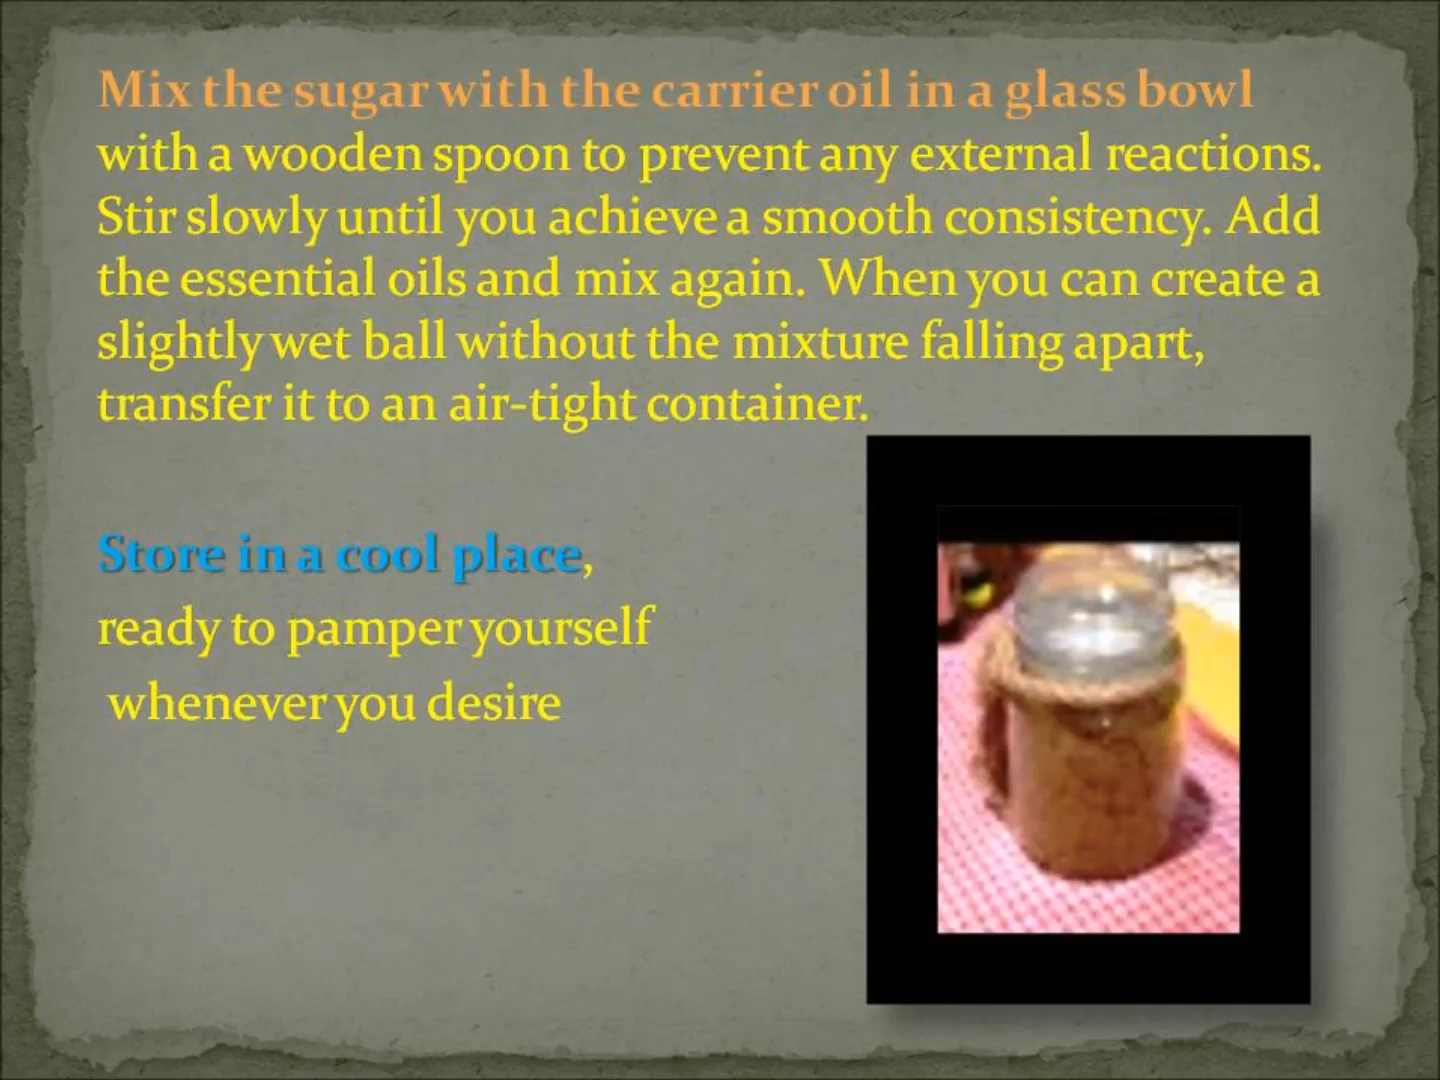 Mix the sugar with the carrier oil in a glass bowl
with a wooden spoon to prevent any external reactions.
Stir slowly until you achieve a smooth consistency. Add
the essential oils and mix again. When you can create a
slightly wet ball without the mixture falling apart,
transfer it to an air-tight container.
Store in a cool place,
ready to pamper yourself
whenever you desire